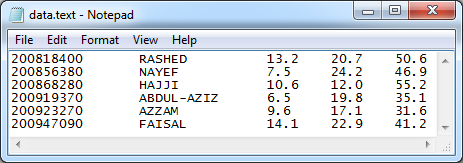 data.text - Notepad
File Edit Format View Help
200818400 RASHED 13.2 20.7 50.6
200856380 NAYEF 7.5 24.2 46.9
200868280 HAJJI 10.6 12.0 55.2
200919370 ABDUL-AZIZ 6.5 19.8 35.1
200923270 AZZAM 9.6 17.1 31.6
200947090 FAISAL 14.1 22.9 41.2